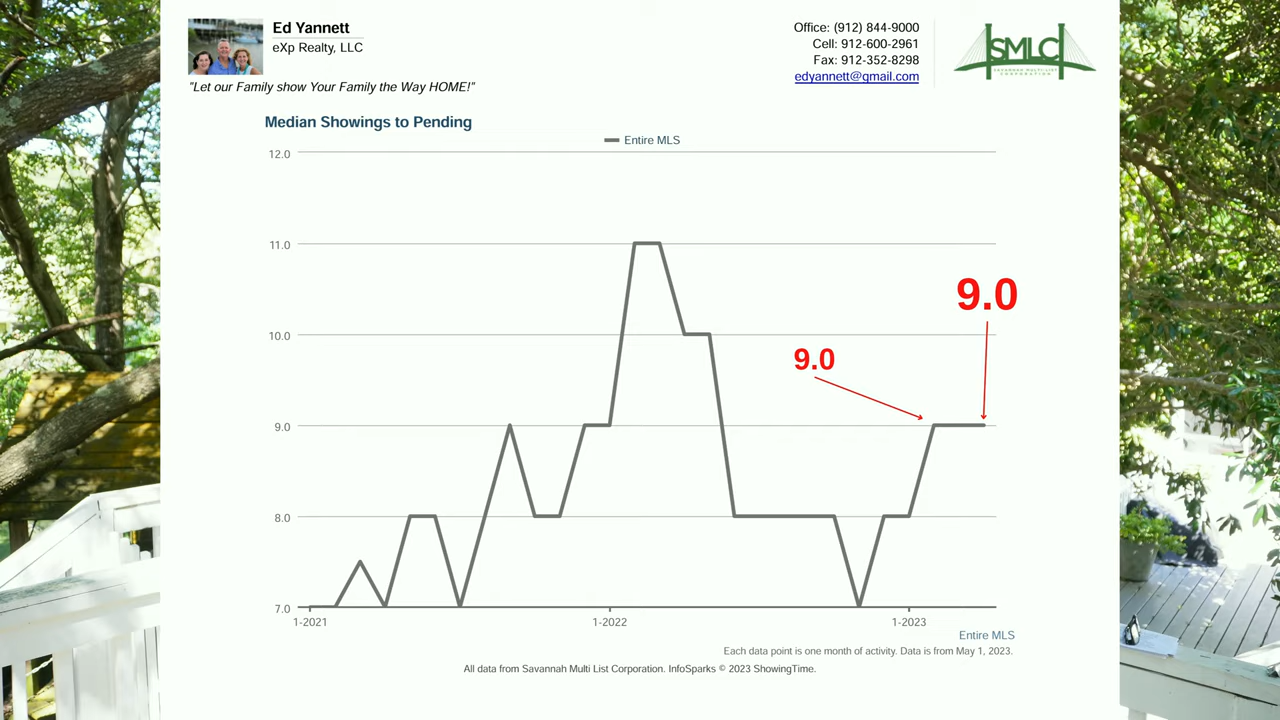 Ed Yannett
eXp Realty, LLC
"Let our Family show Your Family the Way HOME!"
Office: (912) 844-9000
Cell: 912-600-2961
Fax: 912-352-8298
edyannett@gmail.com
SMLC
SAVANNAH MULTI-LIST
CORPORATION
Median Showings to Pending
Entire MLS
12.0
11.0
10.0
9.0
8.0
7.0
9.0
9.0
1-2021
1-2022
1-2023
Entire MLS
Each data point is one month of activity. Data is from May 1, 2023.
All data from Savannah Multi List Corporation. InfoSparks © 2023 ShowingTime.